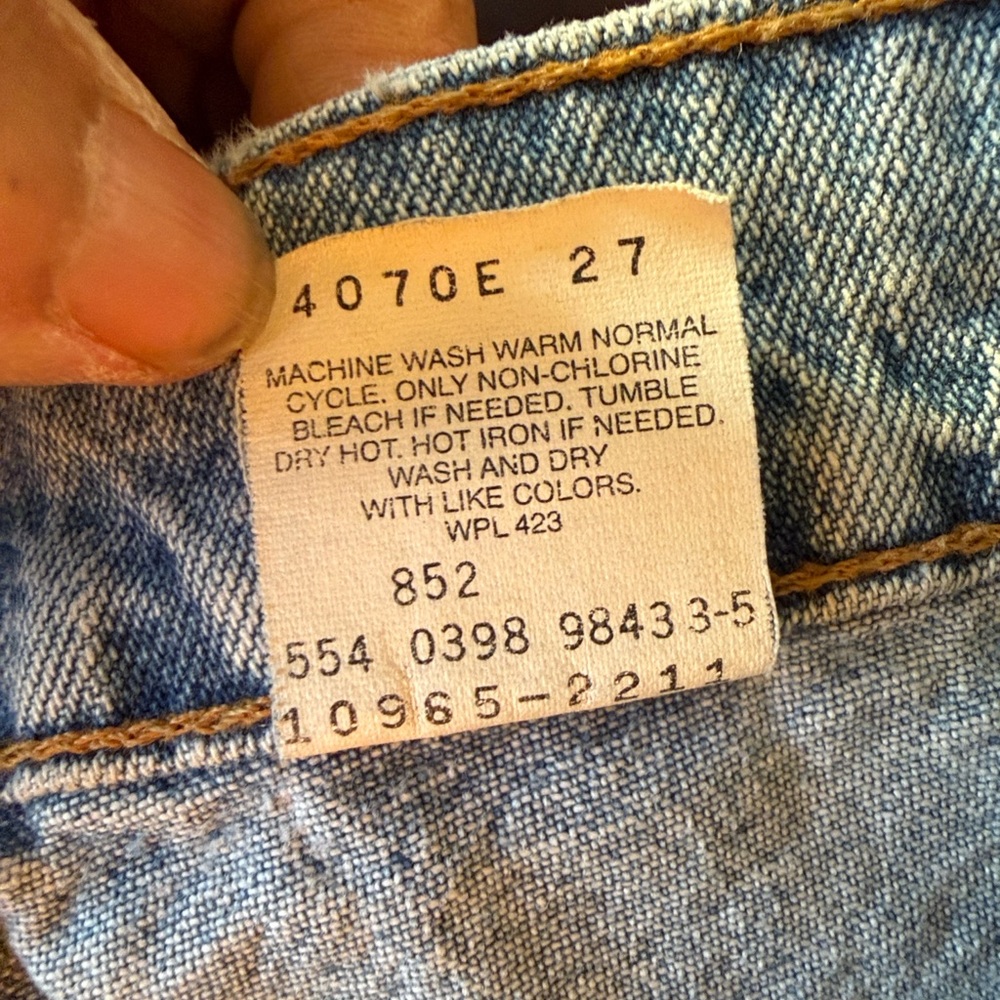 4070E 27
MACHINE WASH WARM NORMAL
CYCLE. ONLY NON-CHLORINE
BLEACH IF NEEDED. TUMBLE
DRY HOT. HOT IRON IF NEEDED.
WASH AND DRY
WITH LIKE COLORS.
WPL 423
852
554 0398 98433-5
10965-2211